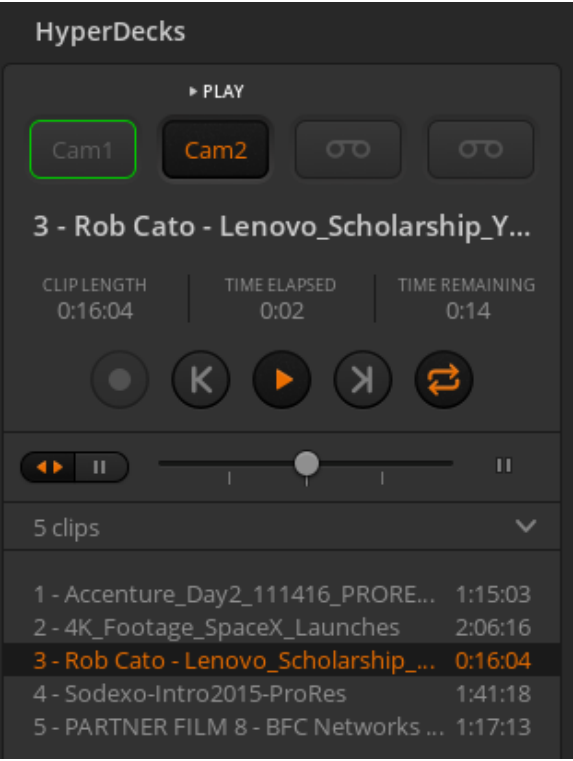 HyperDecks
PLAY
Cam1 Cam2
3 - Rob Cato - Lenovo_Scholarship_Y...
CLIP LENGTH TIME ELAPSED TIME REMAINING
0:16:04 0:02 0:14
5 clips
1 - Accenture_Day2_111416_PRORE... 1:15:03
2 - 4K_Footage_SpaceX_Launches 2:06:16
3 - Rob Cato - Lenovo_Scholarship_... 0:16:04
4 - Sodexo-Intro2015-ProRes 1:41:18
5 - PARTNER FILM 8 - BFC Networks ... 1:17:13